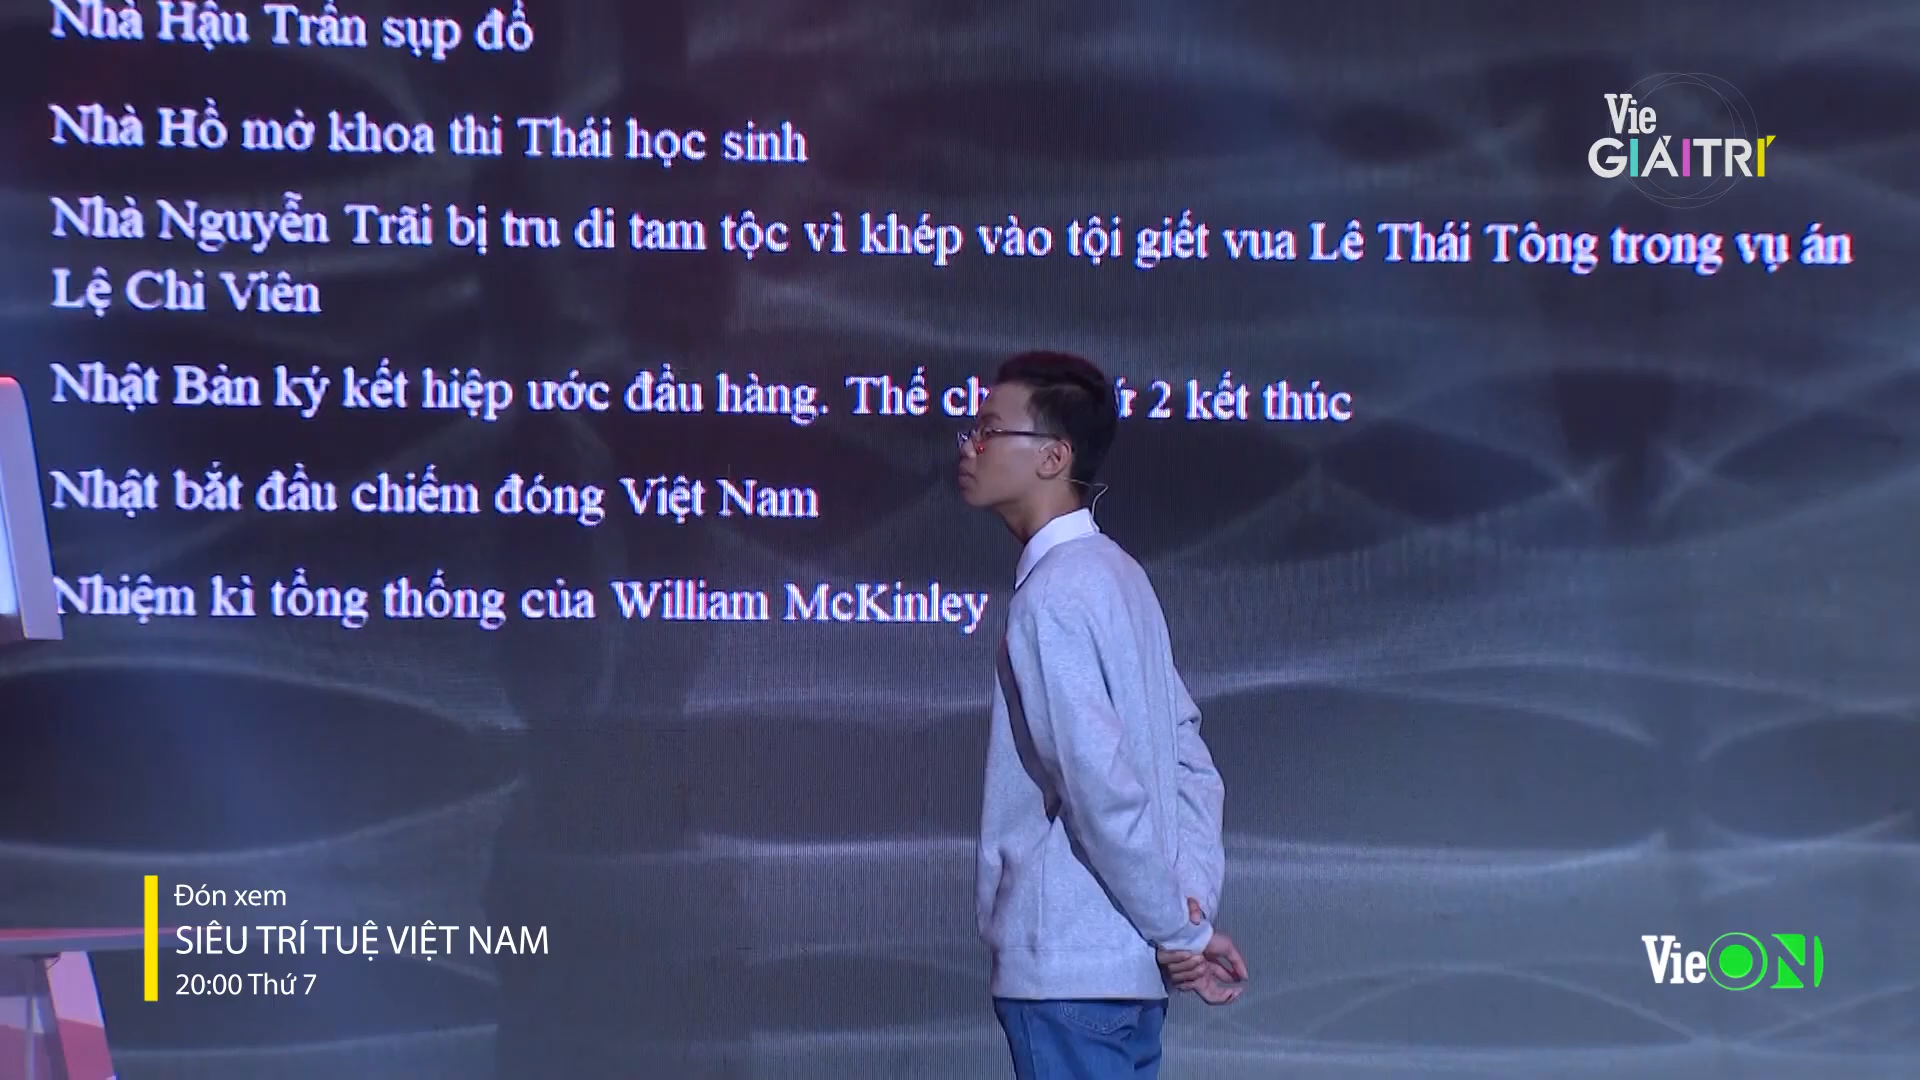 Nhà Hậu Trần sụp đổ
Nhà Hồ mở khoa thi Thái học sinh
Nhà Nguyễn Trãi bị tru di tam tộc vì khép vào tội giết vua Lê Thái Tông trong vụ án
Lệ Chi Viên
Nhật Bản ký kết hiệp ước đầu hàng. Thế 2 kết thúc
Nhật bắt đầu chiếm đóng Việt Nam
Nhiệm kì tổng thống của William McKinley
Vie
GIẢI TRÍ
Đón xem
SIÊU TRÍ TUỆ VIỆT NAM
20:00 Thứ 7
VieON